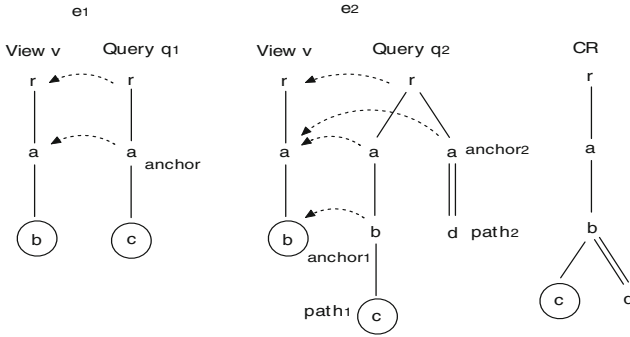 e1 e2
View v Query q1 View v Query q2 CR
r r r r r
a a anchor a a a anchor2 a
b c b anchor1 b d path2 b
path1 c c d